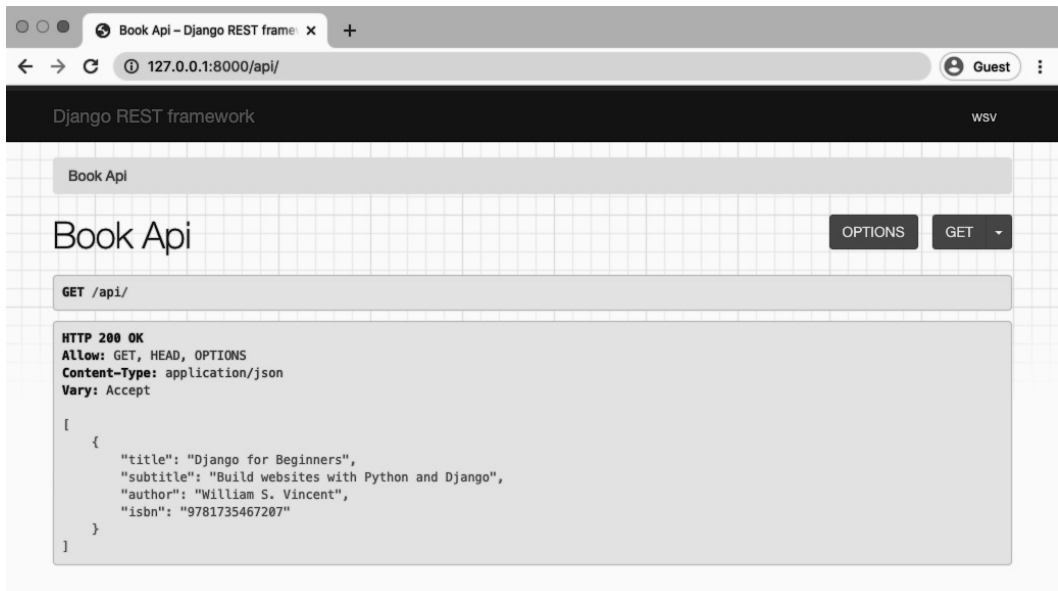 Book Api – Django REST frame
127.0.0.1:8000/api/
Guest
Django REST framework
wsv
Book Api
Book Api
OPTIONS
GET
GET /api/
HTTP 200 OK
Allow: GET, HEAD, OPTIONS
Content-Type: application/json
Vary: Accept
[
    {
        "title": "Django for Beginners",
        "subtitle": "Build websites with Python and Django",
        "author": "William S. Vincent",
        "isbn": "9781735467207"
    }
]